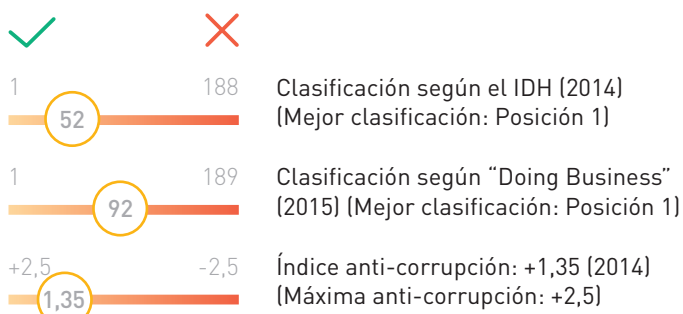 1 188
52
Clasificación según el IDH (2014)
(Mejor clasificación: Posición 1)
1 189
92
Clasificación según “Doing Business”
(2015) (Mejor clasificación: Posición 1)
+2,5 -2,5
1,35
Índice anti-corrupción: +1,35 (2014)
(Máxima anti-corrupción: +2,5)